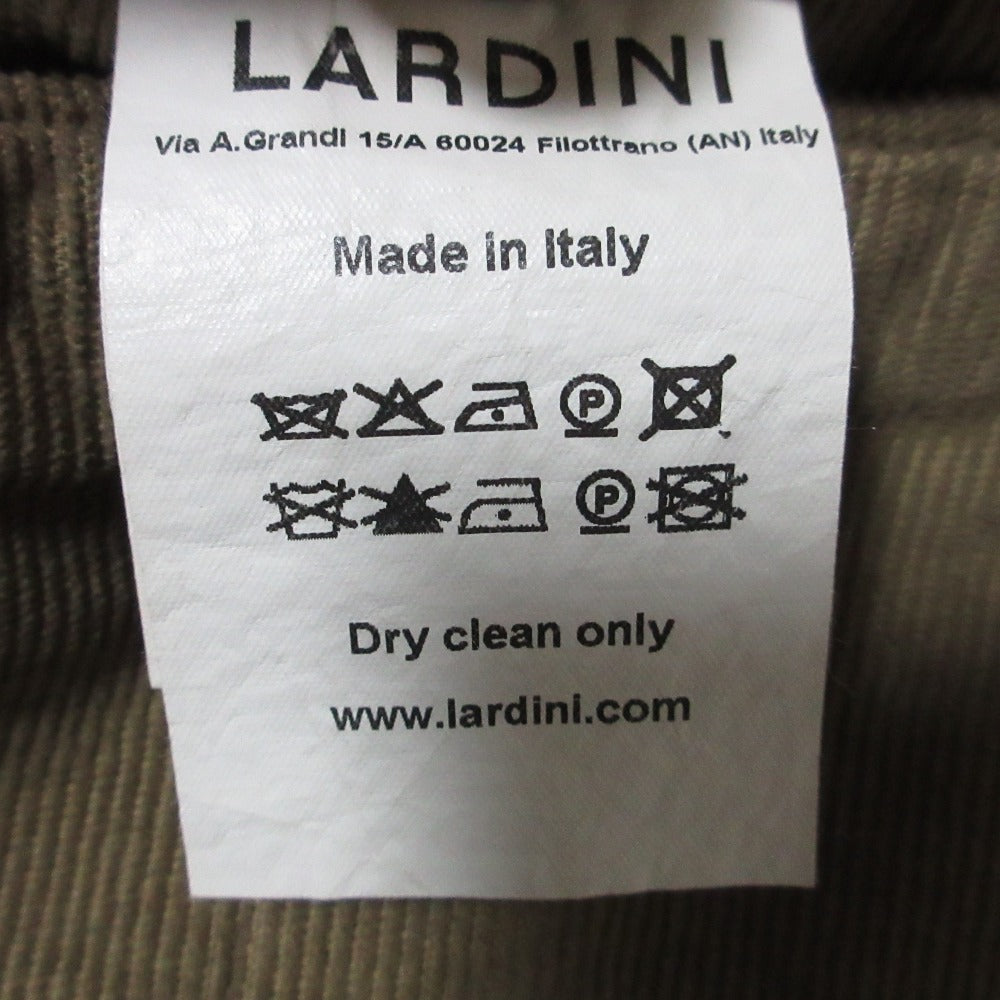 LARDINI
Via A.Grandi 15/A 60024 Filottrano (AN) Italy
Made in Italy
P
P
Dry clean only
www.lardini.com